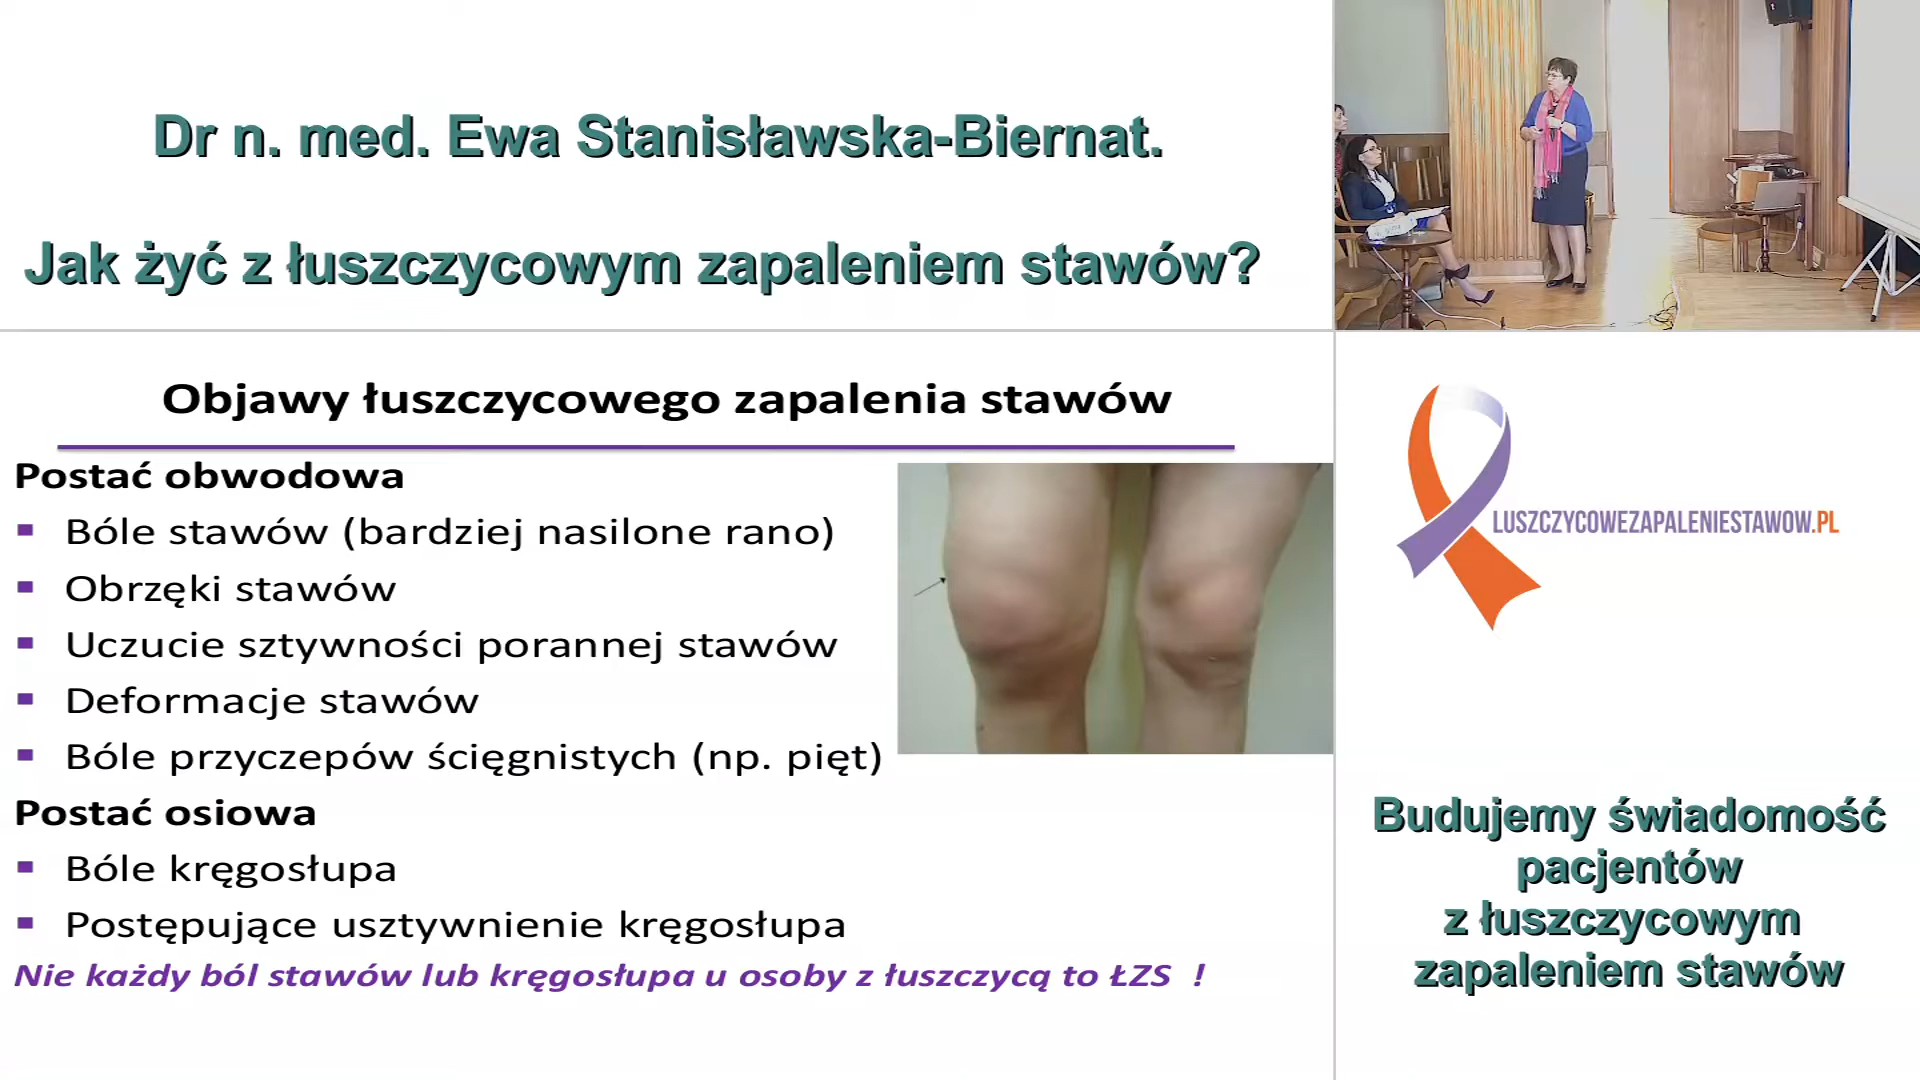 Dr n. med. Ewa Stanisławska-Biernat.
Jak żyć z łuszczycowym zapaleniem stawów?
Objawy łuszczycowego zapalenia stawów
Postać obwodowa
▪ Bóle stawów (bardziej nasilone rano)
▪ Obrzęki stawów
▪ Uczucie sztywności porannej stawów
▪ Deformacje stawów
▪ Bóle przyczepów ścięgnistych (np. pięt)
Postać osiowa
▪ Bóle kręgosłupa
▪ Postępujące usztywnienie kręgosłupa
Nie każdy ból stawów lub kręgosłupa u osoby z łuszczycą to ŁZS !
LUSZCZYCOWEZAPALENIESTAWOW.PL
Budujemy świadomość
pacjentów
z łuszczycowym
zapaleniem stawów